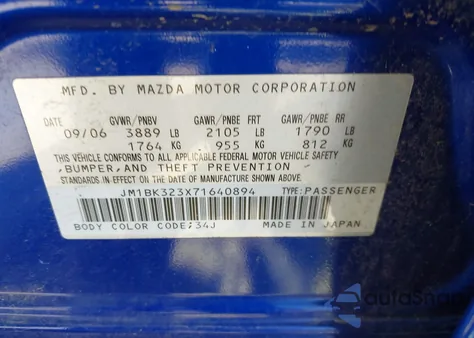 MFD. BY MAZDA MOTOR CORPORATION
DATE GVWR/PNBV GAWR/PNBE FRT GAWR/PNBE RR
09/06 3889 LB 2105 LB 1790 LB
1764 KG 955 KG 812 KG
THIS VEHICLE CONFORMS TO ALL APPLICABLE FEDERAL MOTOR VEHICLE SAFETY,
BUMPER, AND THEFT PREVENTION
STANDARDS IN EFFECT ON THE DATE OF MANUFACTURE SHOWN ABOVE.
JM1BK323X71640894 TYPE:PASSENGER
BODY COLOR CODE:34J MADE IN JAPAN
autoSnap